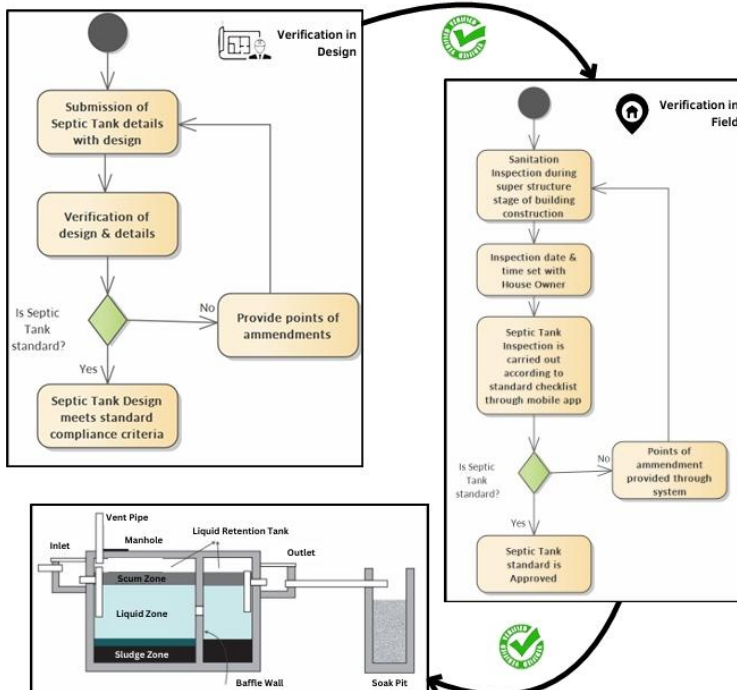 Verification in
Design
Submission of
Septic Tank details
with design
Verification of
design & details
Is Septic
Tank
standard?
No
Provide points of
ammendments
Yes
Septic Tank Design
meets standard
compliance criteria
VERIFIED
VERIFIED
Verification in
Field
Sanitation
Inspection during
super structure
stage of building
construction
Inspection date &
time set with
House Owner
Septic Tank
Inspection is
carried out
according to
standard checklist
through mobile app
Is Septic
Tank
standard?
No
Points of
ammendment
provided through
system
Yes
Septic Tank
standard is
Approved
VERIFIED
VERIFIED
Vent Pipe
Inlet
Manhole
Liquid Retention Tank
Outlet
Scum Zone
Liquid Zone
Sludge Zone
Baffle Wall
Soak Pit